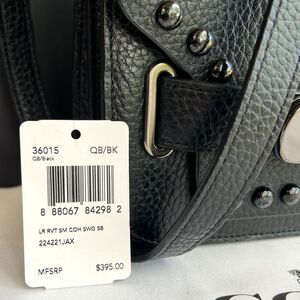 36015 QB/BK
QB/Black
8 88067 84298 2
LR RVT SM COH SWG SB
224221JAX
MFSRP $395.00